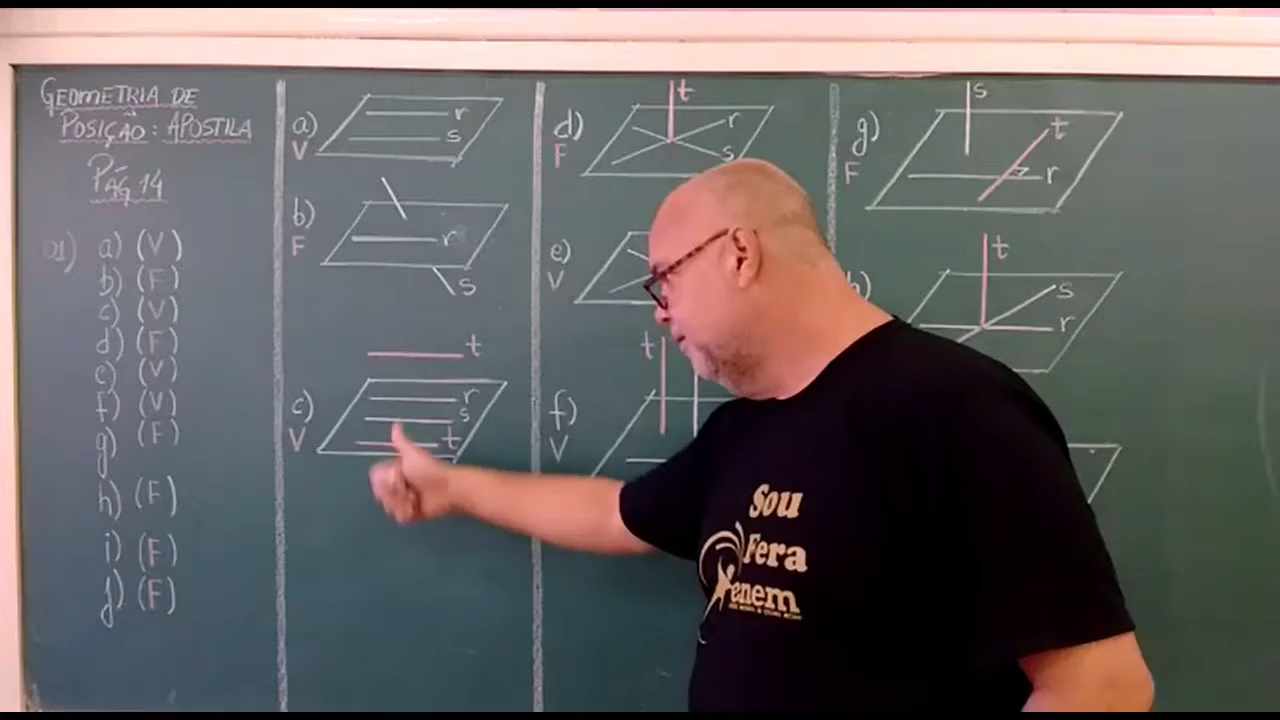 GEOMETRIA DE
POSIÇÃO: APOSTILA
PÁG 14
01) a) (V)
b) (F)
c) (V)
d) (F)
e) (V)
f) (V)
g) (F)
h) (F)
i) (F)
j) (F)
a) r
V s
b) r
F s
t
c) r
V s
t
d) t
F r
s
e)
V
t
f)
V
s
g) t
F r
t
h) s
r
Sou
Fera
enem